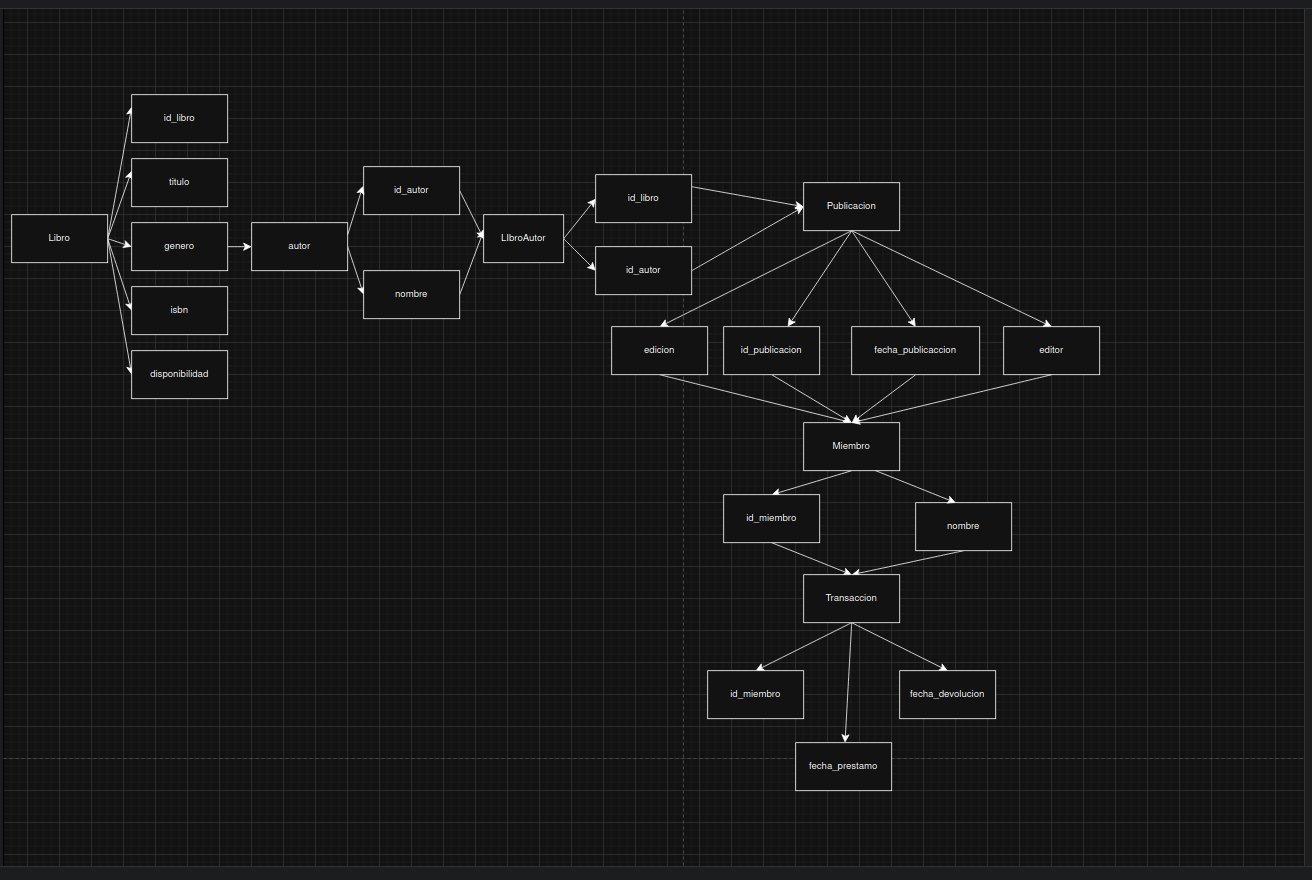 Libro
id_libro
titulo
genero
isbn
disponibilidad
autor
id_autor
nombre
LIbroAutor
id_libro
id_autor
Publicacion
edicion
id_publicacion
fecha_publicaccion
editor
Miembro
id_miembro
nombre
Transaccion
id_miembro
fecha_devolucion
fecha_prestamo